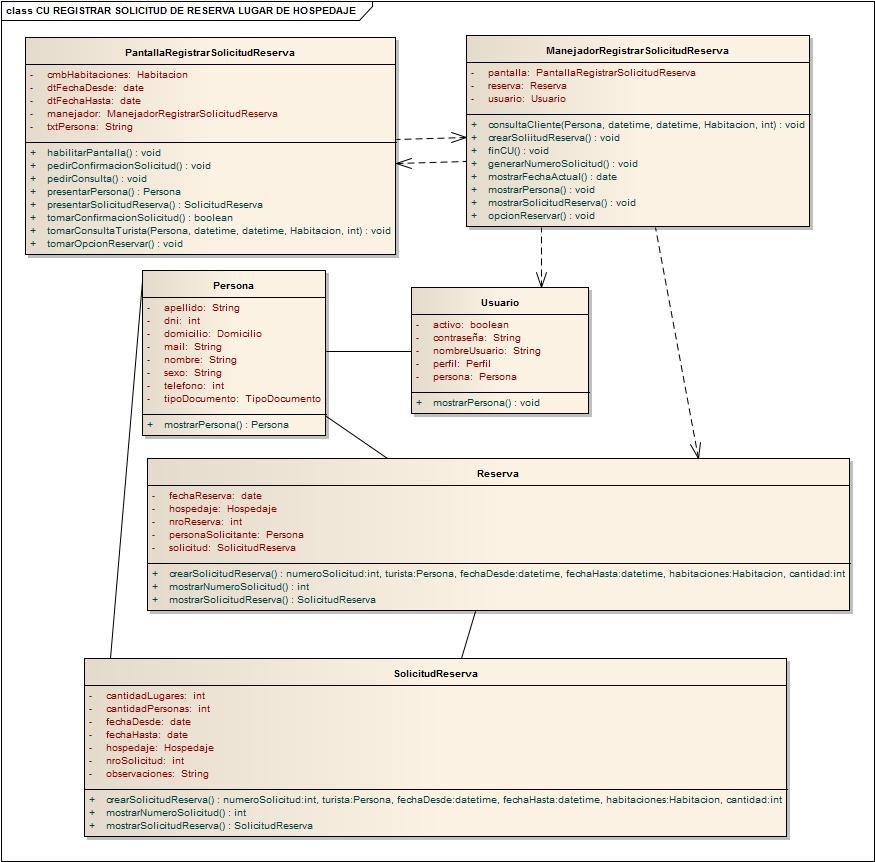 class CU REGISTRAR SOLICITUD DE RESERVA LUGAR DE HOSPEDAJE
PantallaRegistrarSolicitudReserva
- cmbHabitaciones: Habitacion
- dtFechaDesde: date
- dtFechaHasta: date
- manejador: ManejadorRegistrarSolicitudReserva
- txtPersona: String
+ habilitarPantalla() : void
+ pedirConfirmacionSolicitud() : void
+ pedirConsulta() : void
+ presentarPersona() : Persona
+ presentarSolicitudReserva() : SolicitudReserva
+ tomarConfirmacionSolicitud() : boolean
+ tomarConsultaTurista(Persona, datetime, datetime, Habitacion, int) : void
+ tomarOpcionReservar() : void
ManejadorRegistrarSolicitudReserva
- pantalla: PantallaRegistrarSolicitudReserva
- reserva: Reserva
- usuario: Usuario
+ consultaCliente(Persona, datetime, datetime, Habitacion, int) : void
+ crearSoliitudReserva() : void
+ finCU() : void
+ generarNumeroSolicitud() : void
+ mostrarFechaActual() : date
+ mostrarPersona() : void
+ mostrarSolicitudReserva() : void
+ opcionReservar() : void
Persona
- apellido: String
- dni: int
- domicilio: Domicilio
- mail: String
- nombre: String
- sexo: String
- telefono: int
- tipoDocumento: TipoDocumento
+ mostrarPersona() : Persona
Usuario
- activo: boolean
- contraseña: String
- nombreUsuario: String
- perfil: Perfil
- persona: Persona
+ mostrarPersona() : void
Reserva
- fechaReserva: date
- hospedaje: Hospedaje
- nroReserva: int
- personaSolicitante: Persona
- solicitud: SolicitudReserva
+ crearSolicitudReserva() : numeroSolicitud:int, turista:Persona, fechaDesde:datetime, fechaHasta:datetime, habitaciones:Habitacion, cantidad:int
+ mostrarNumeroSolicitud() : int
+ mostrarSolicitudReserva() : SolicitudReserva
SolicitudReserva
- cantidadLugares: int
- cantidadPersonas: int
- fechaDesde: date
- fechaHasta: date
- hospedaje: Hospedaje
- nroSolicitud: int
- observaciones: String
+ crearSolicitudReserva() : numeroSolicitud:int, turista:Persona, fechaDesde:datetime, fechaHasta:datetime, habitaciones:Habitacion, cantidad:int
+ mostrarNumeroSolicitud() : int
+ mostrarSolicitudReserva() : SolicitudReserva